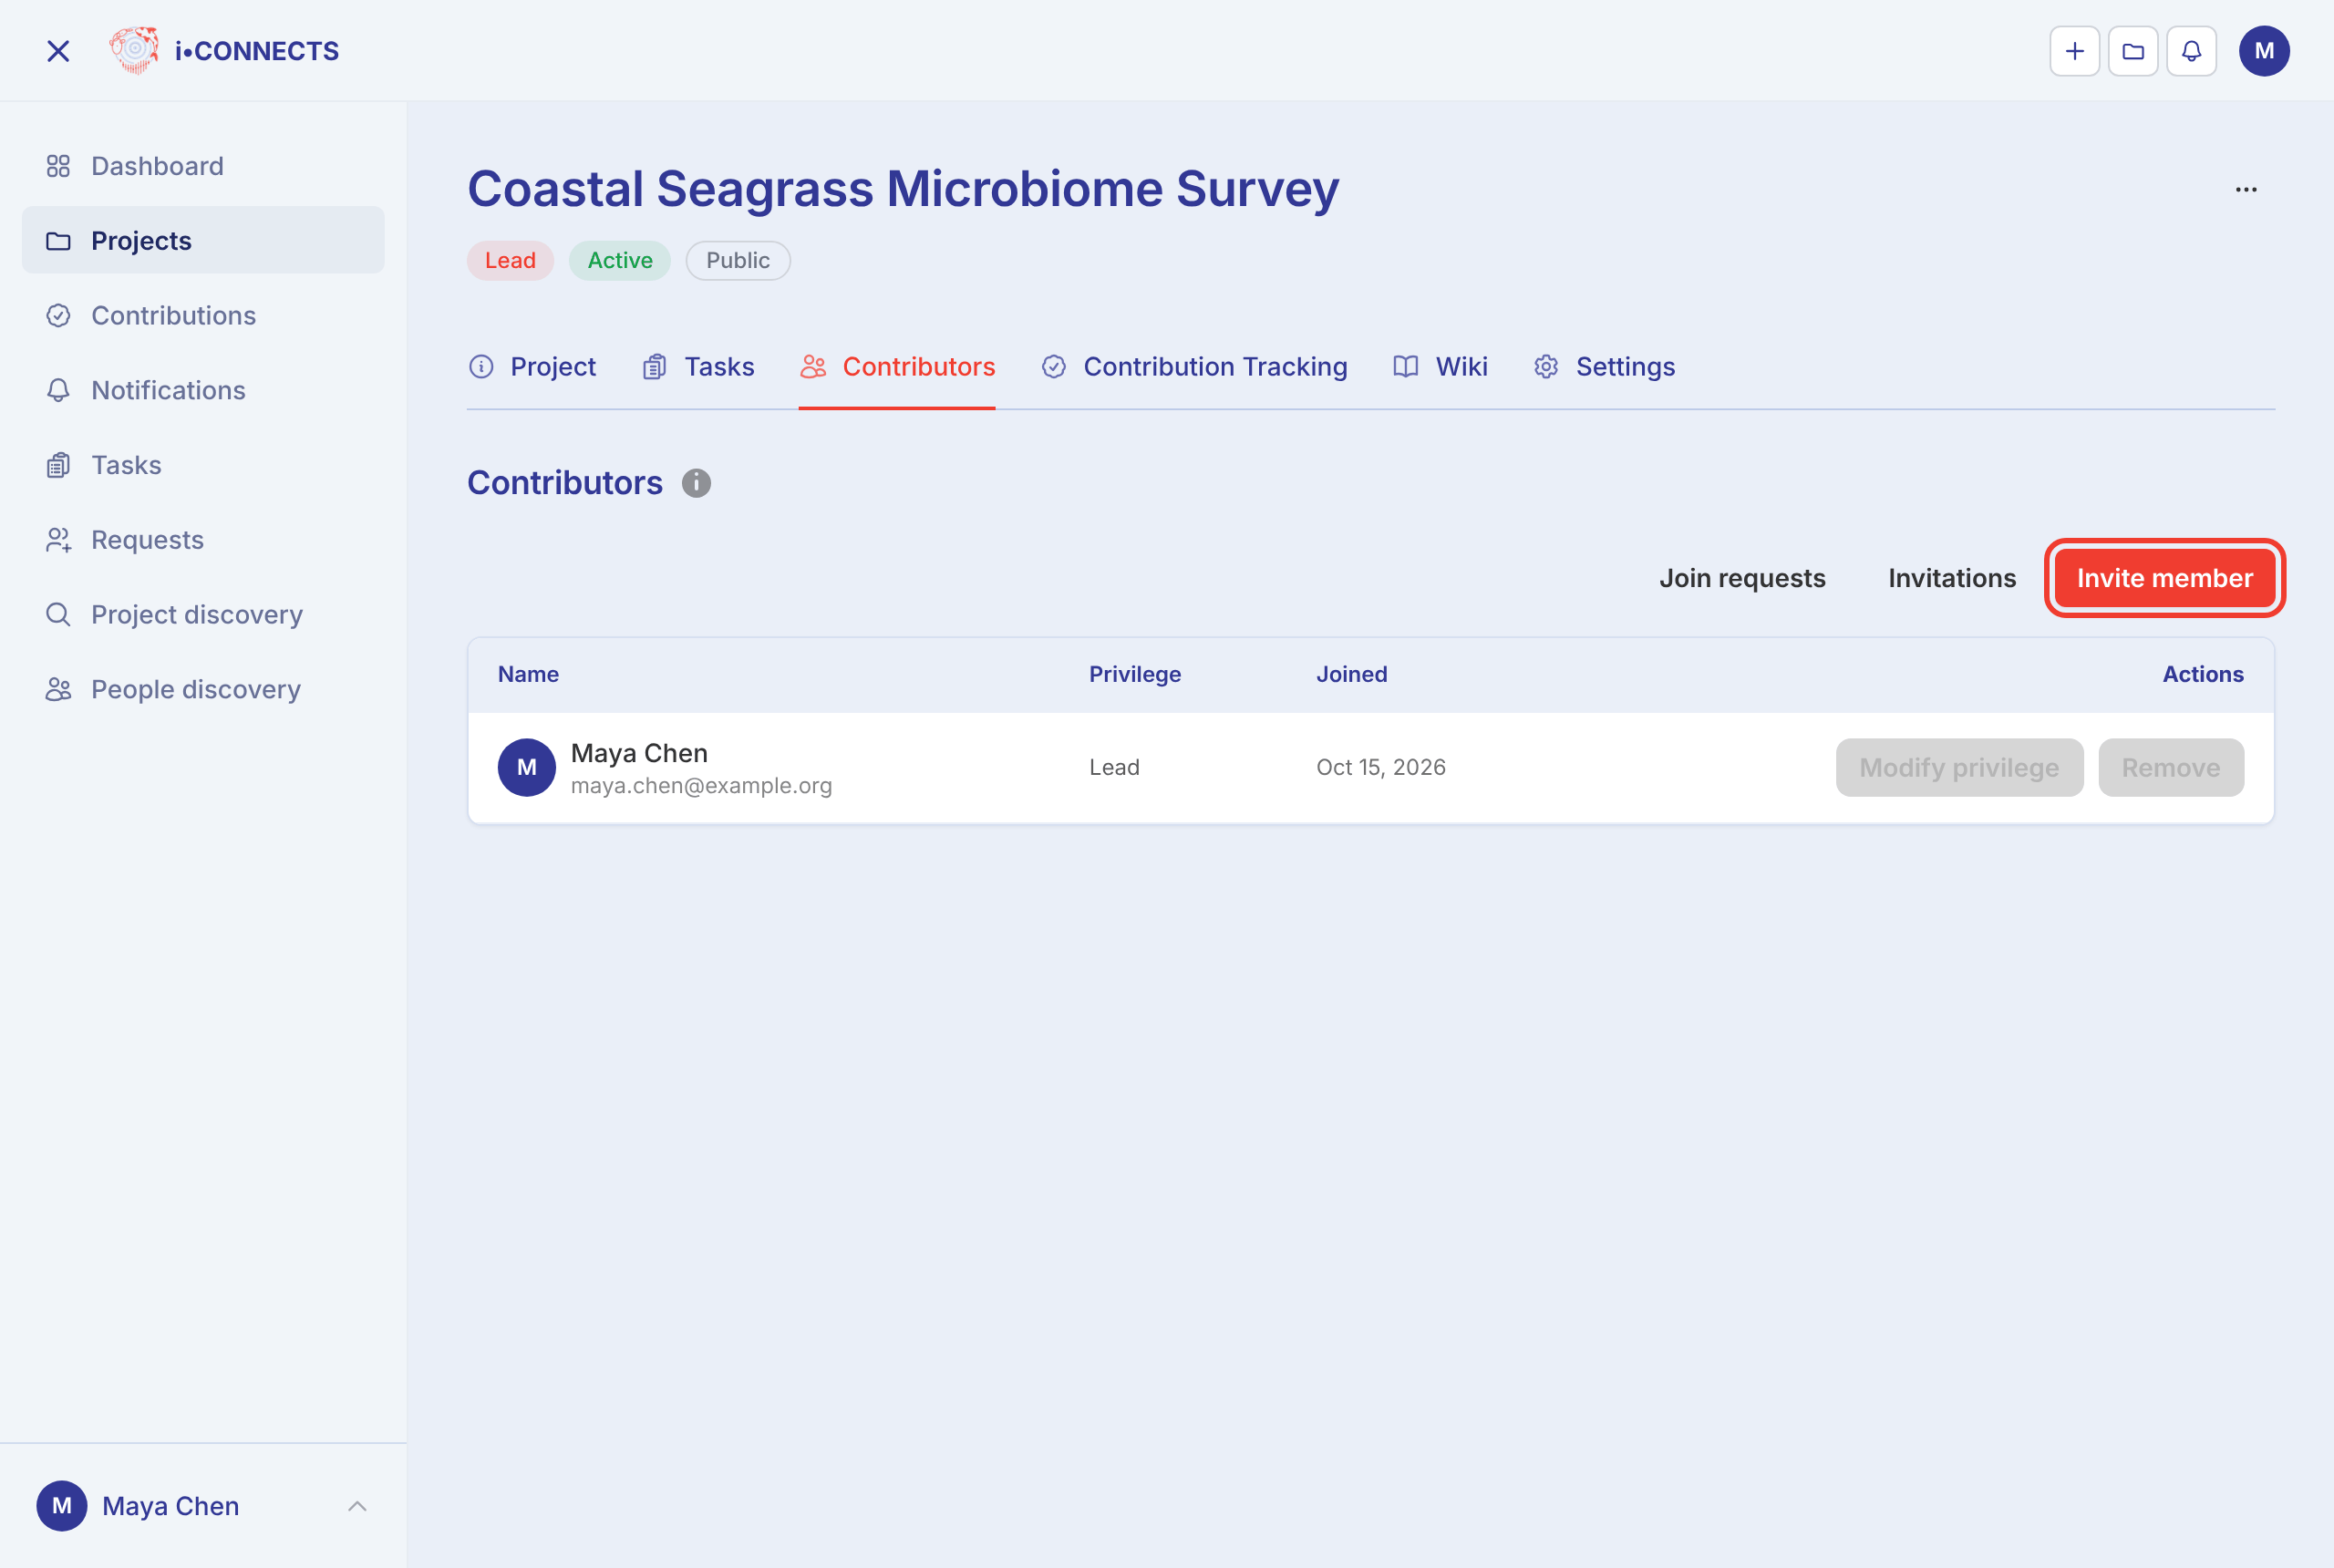 i•CONNECTS
M
Dashboard
Projects
Contributions
Notifications
Tasks
Requests
Project discovery
People discovery
Coastal Seagrass Microbiome Survey
Lead Active Public
Project Tasks Contributors Contribution Tracking Wiki Settings
Contributors
Join requests Invitations Invite member
Name Privilege Joined Actions
M Maya Chen Lead Oct 15, 2026 Modify privilege Remove
maya.chen@example.org
M Maya Chen